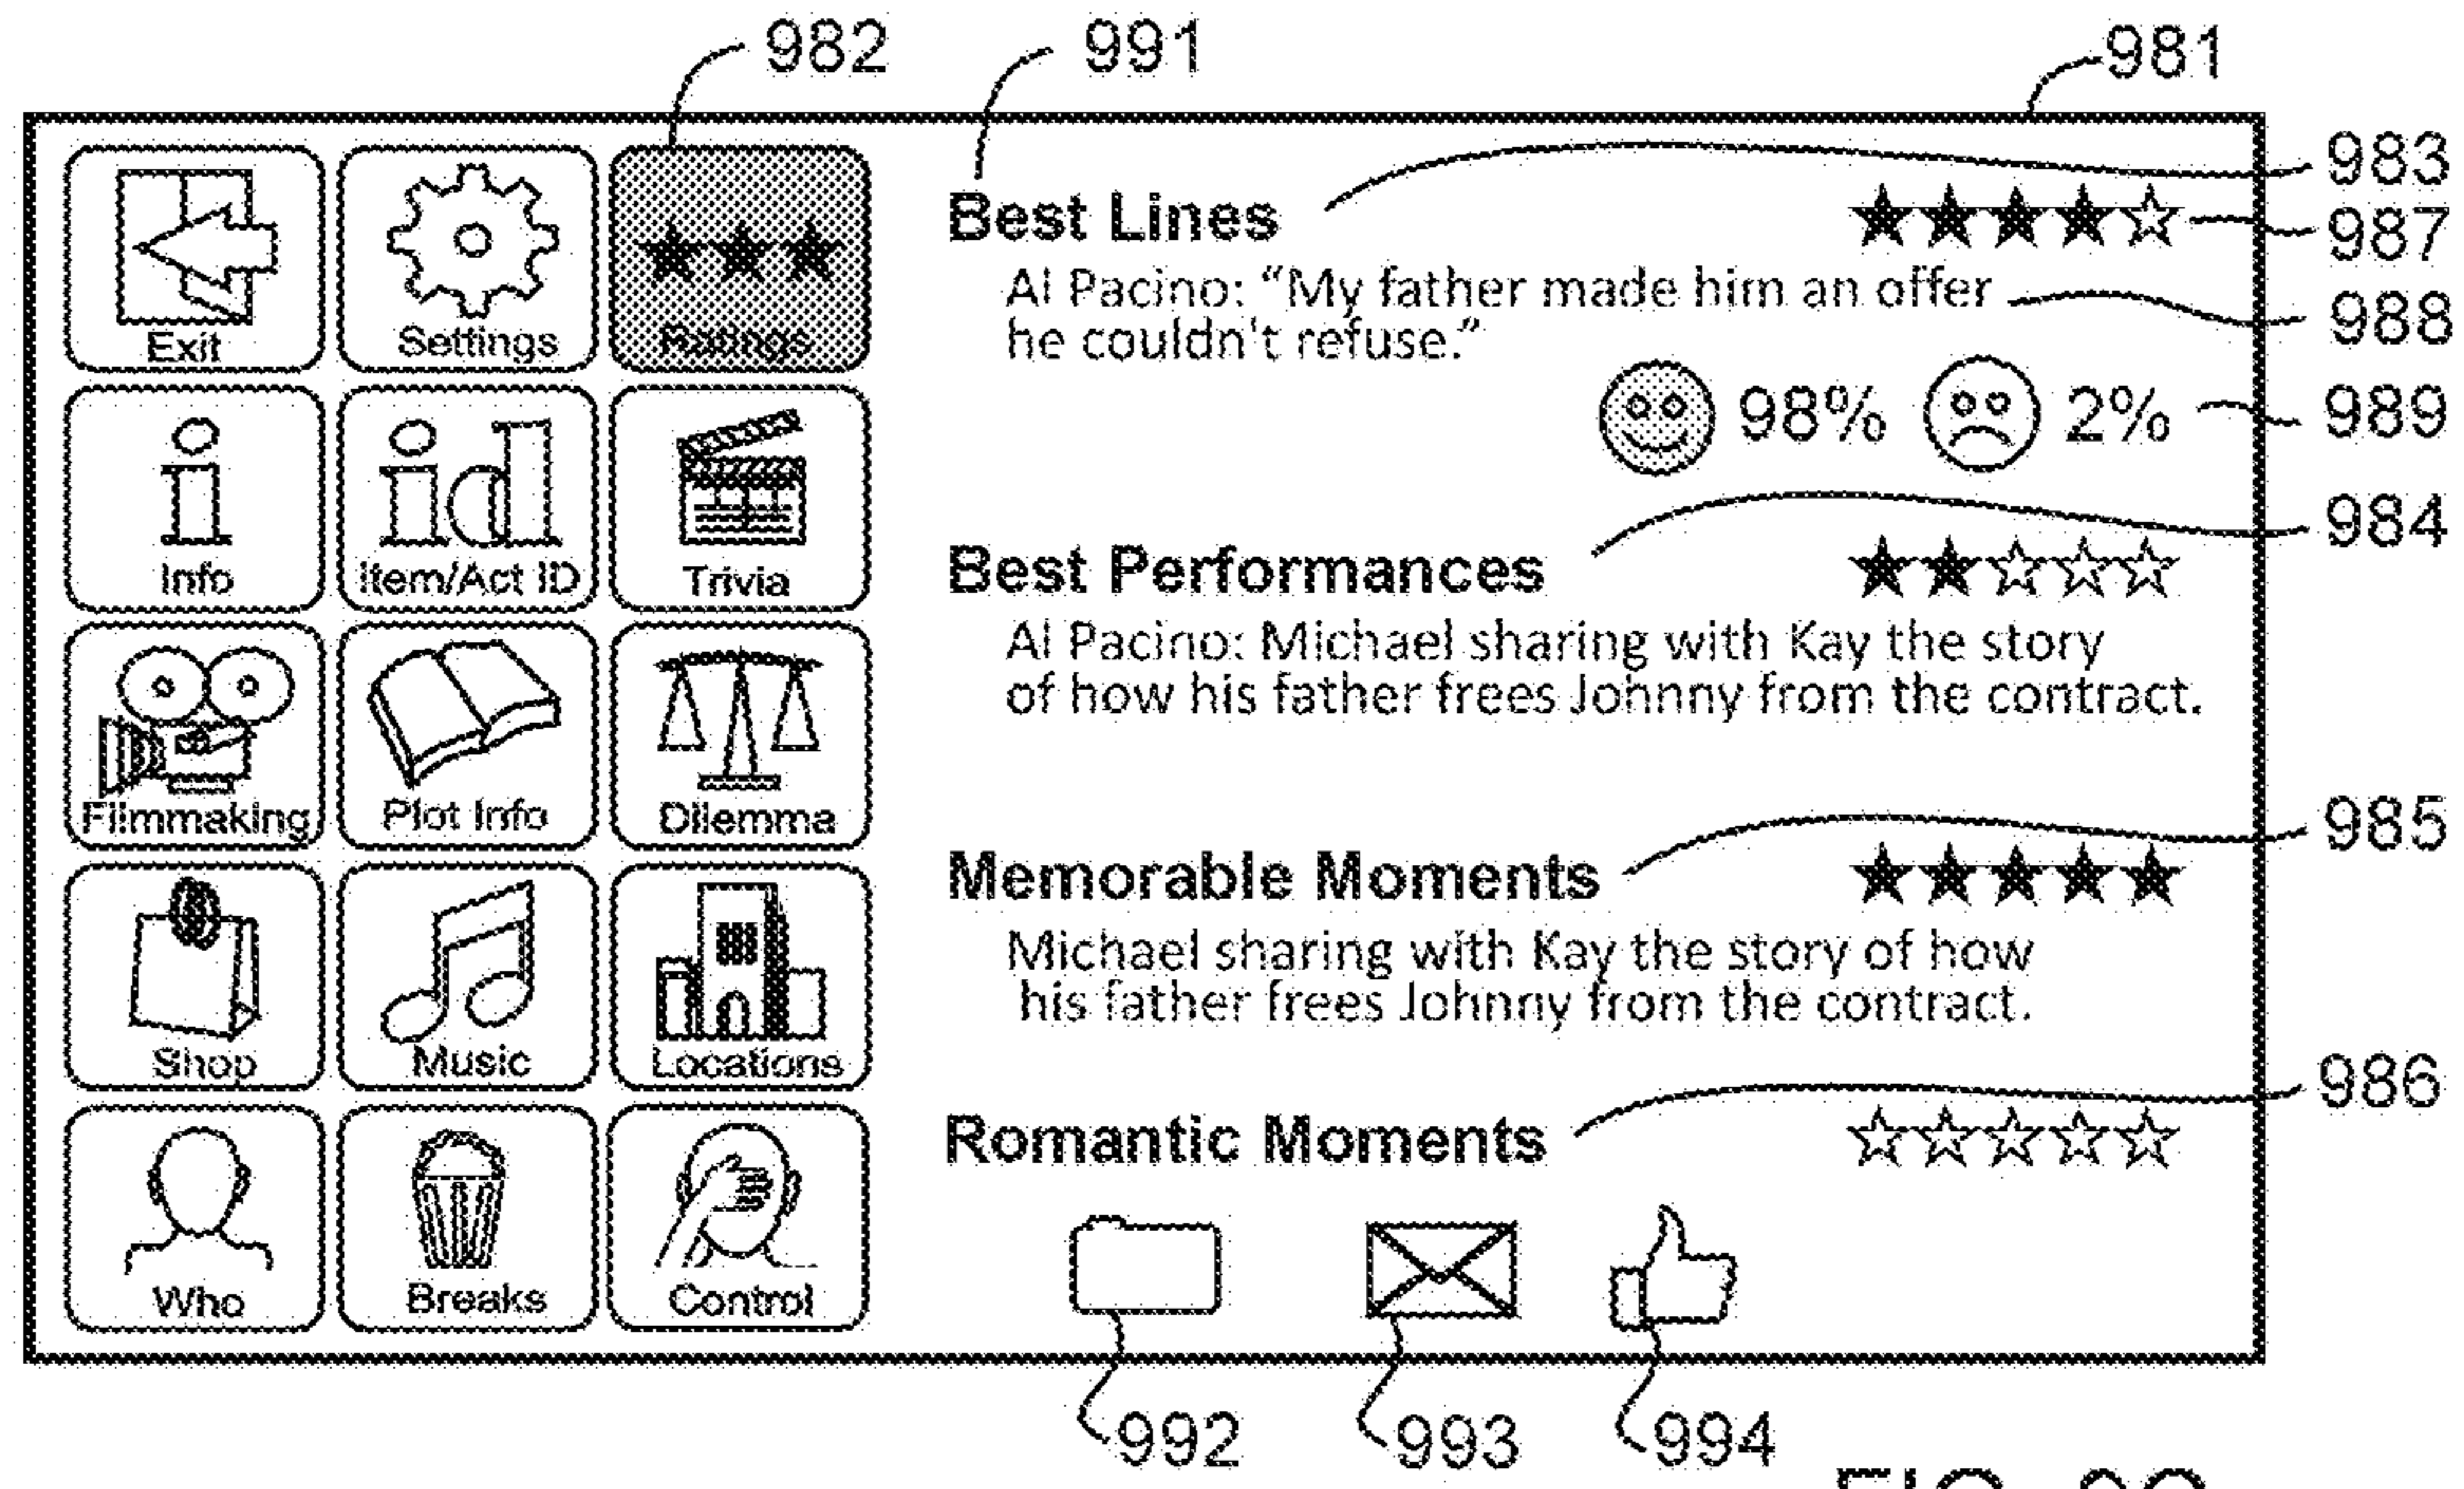 982 991 981
983
Best Lines
987
Al Pacino: “My father made him an offer
988
he couldn't refuse.”
Exit Settings Ratings
98% 2% 989
984
Best Performances
Info Item/Act ID Trivia
Al Pacino: Michael sharing with Kay the story
of how his father frees Johnny from the contract.
Filmmaking Plot Info Dilemma
985
Memorable Moments
Michael sharing with Kay the story of how
his father frees Johnny from the contract.
Shop Music Locations
986
Romantic Moments
Who Breaks Control
992 993 994